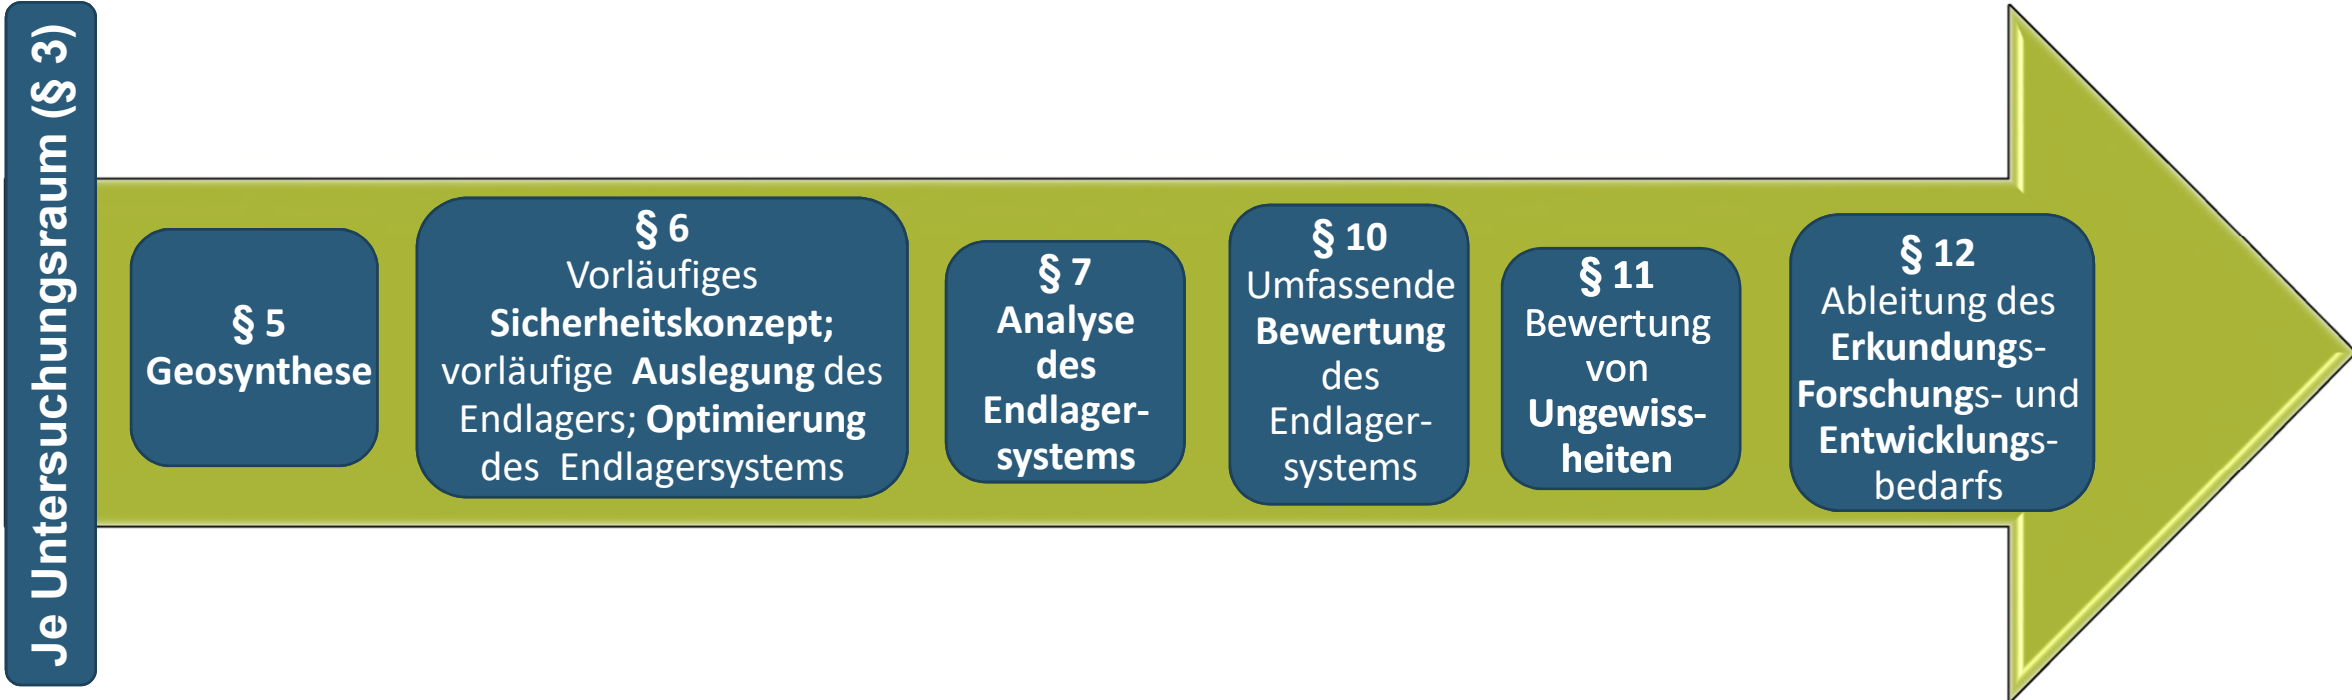 Je Untersuchungsraum (§ 3)
§ 5
Geosynthese
§ 6
Vorläufiges
Sicherheitskonzept;
vorläufige Auslegung des
Endlagers; Optimierung
des Endlagersystems
§ 7
Analyse
des
Endlager-
systems
§ 10
Umfassende
Bewertung
des
Endlager-
systems
§ 11
Bewertung
von
Ungewiss-
heiten
§ 12
Ableitung des
Erkundungs-
Forschungs- und
Entwicklungs-
bedarfs